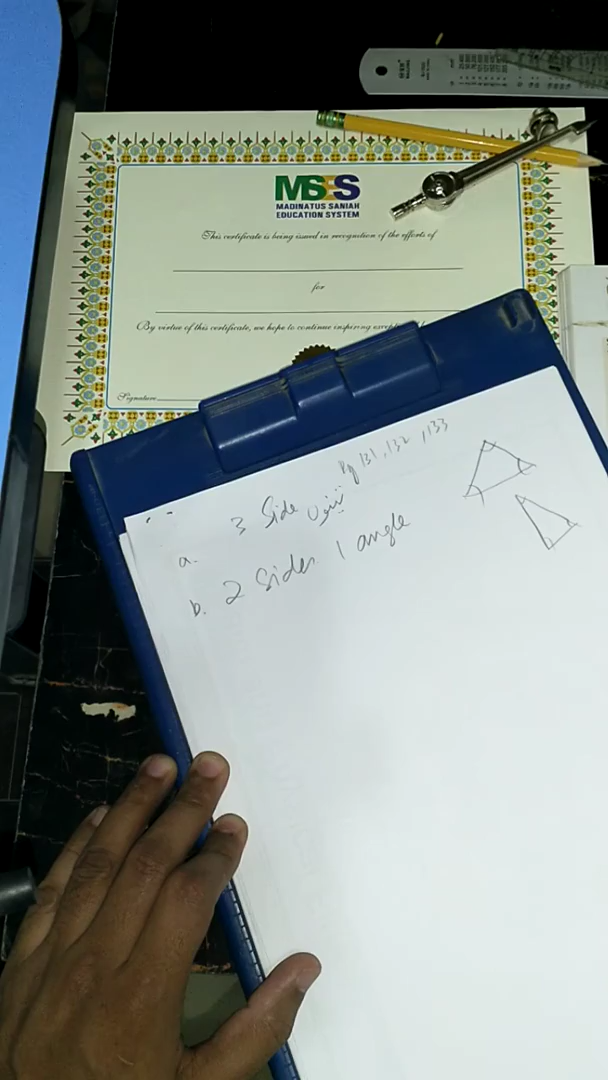 MSES
MADINATUS SANIAH
EDUCATION SYSTEM
This certificate is being issued in recognition of the efforts of
for
By virtue of this certificate, we hope to continue inspiring
Signature
Pg 131, 132, 133
a. 3 Side تینوں
b. 2 Sides 1 angle